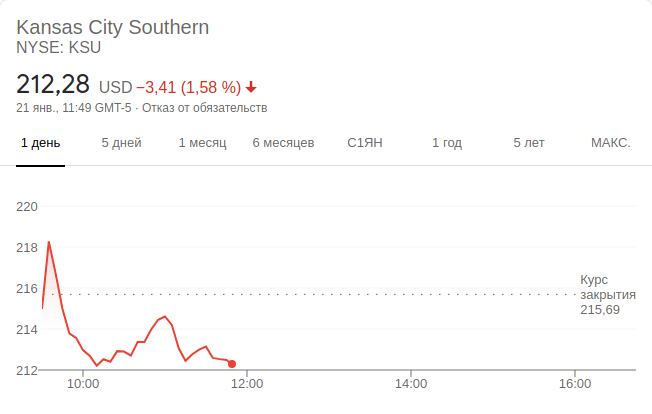 Kansas City Southern
NYSE: KSU
212,28 USD −3,41 (1,58 %)
21 янв., 11:49 GMT-5 · Отказ от обязательств
1 день 5 дней 1 месяц 6 месяцев С1ЯН 1 год 5 лет МАКС.
220
218
216
214
212
Курс
закрытия
215,69
10:00 12:00 14:00 16:00